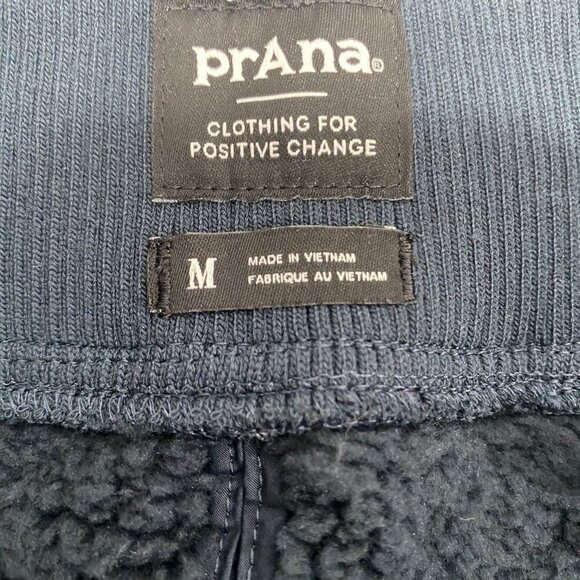 prAna®
CLOTHING FOR
POSITIVE CHANGE
M
MADE IN VIETNAM
FABRIQUE AU VIETNAM